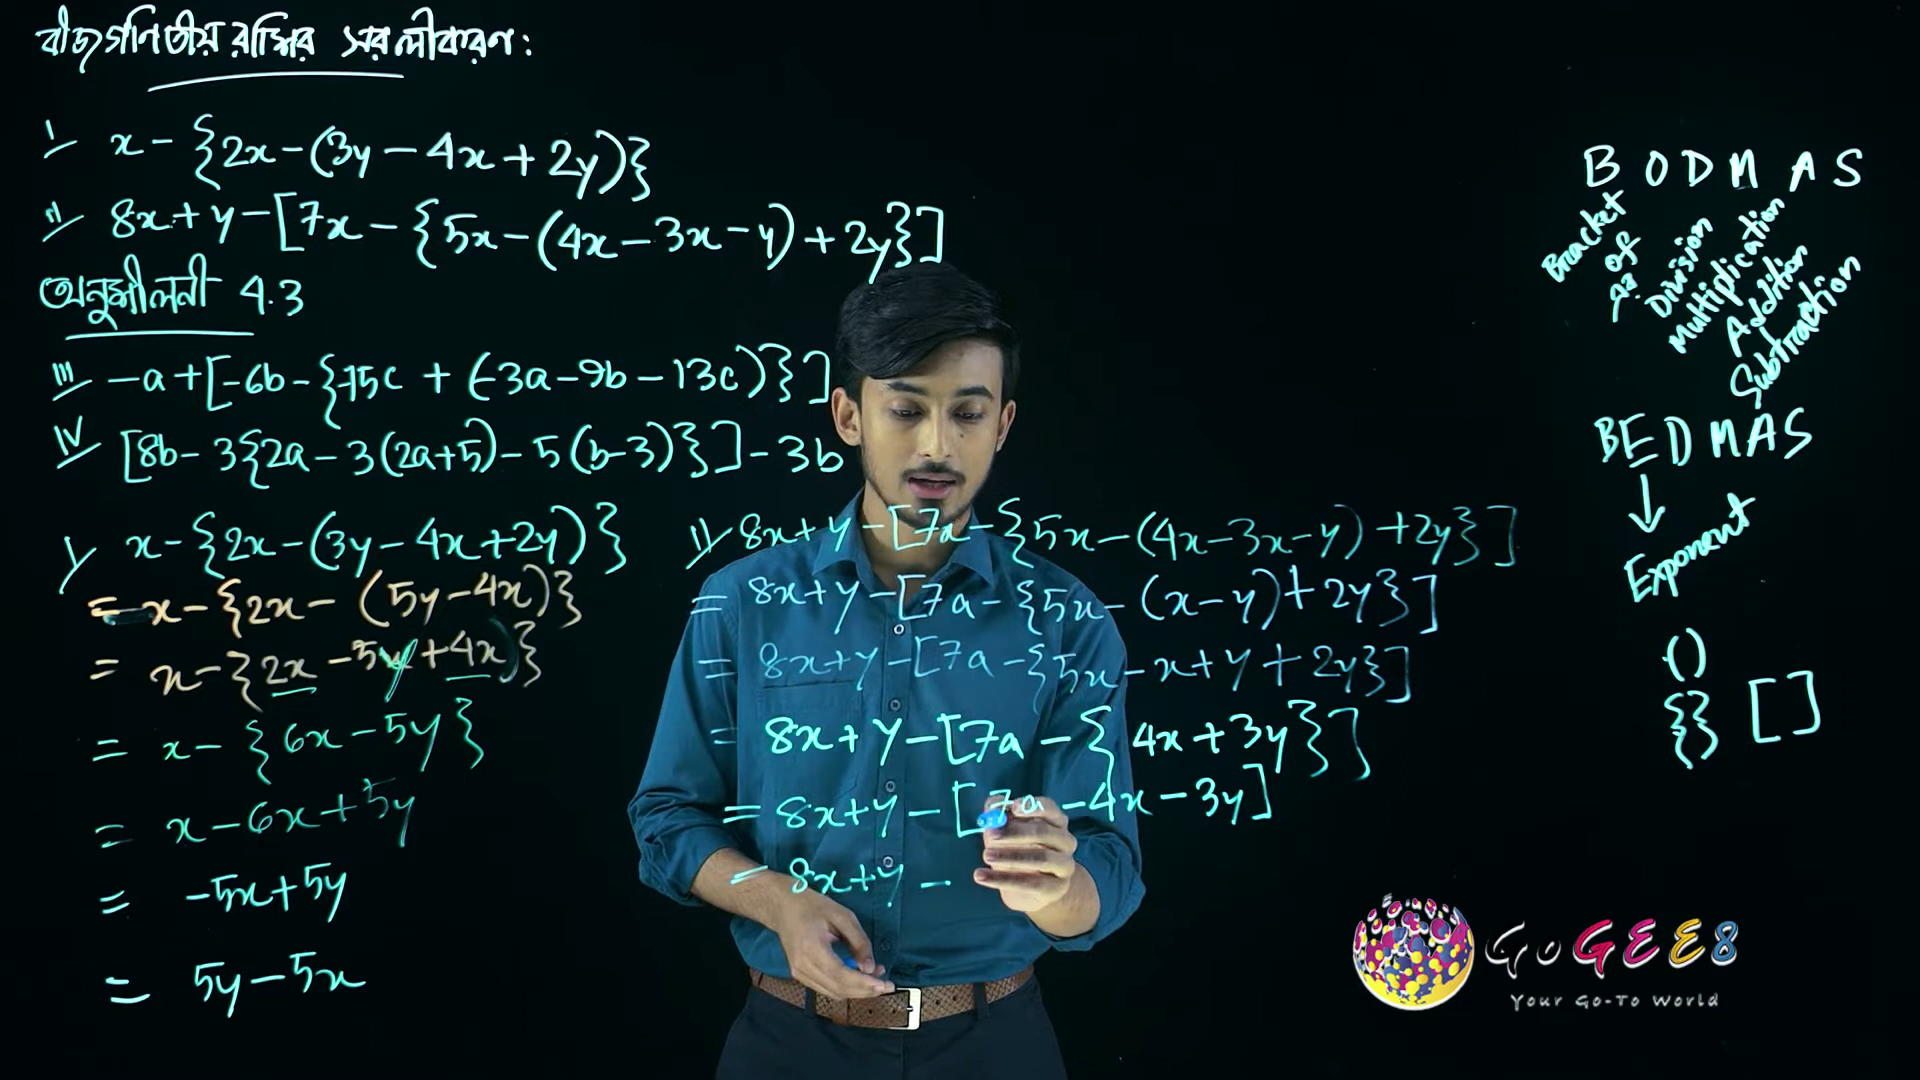 বীজগণিতীয় রাশির সরলীকরণ:
i x - {2x - (3y - 4x + 2y)}
ii 8x + y - [7x - {5x - (4x - 3x - y) + 2y}]
অনুশীলনী 4.3
iii -a + [-6b - {-15c + (-3a - 9b - 13c)}]
iv [8b - 3{2a - 3(2a+5) - 5(b-3)}] - 3b
i x - {2x - (3y - 4x + 2y)}
= x - {2x - (5y - 4x)}
= x - {2x - 5y + 4x)}
= x - {6x - 5y}
= x - 6x + 5y
= -5x + 5y
= 5y - 5x
ii 8x + y - [7a - {5x - (4x - 3x - y) + 2y}]
= 8x + y - [7a - {5x - (x - y) + 2y}]
= 8x + y - [7a - {5x - x + y + 2y}]
= 8x + y - [7a - {4x + 3y}]
= 8x + y - [7a - 4x - 3y]
= 8x + y -
B O D M A S
Bracket
of
Division
Multiplication
Addition
Subtraction
BEDMAS
↓
Exponent
()
{} []
GOGEE8
Your Go-To World